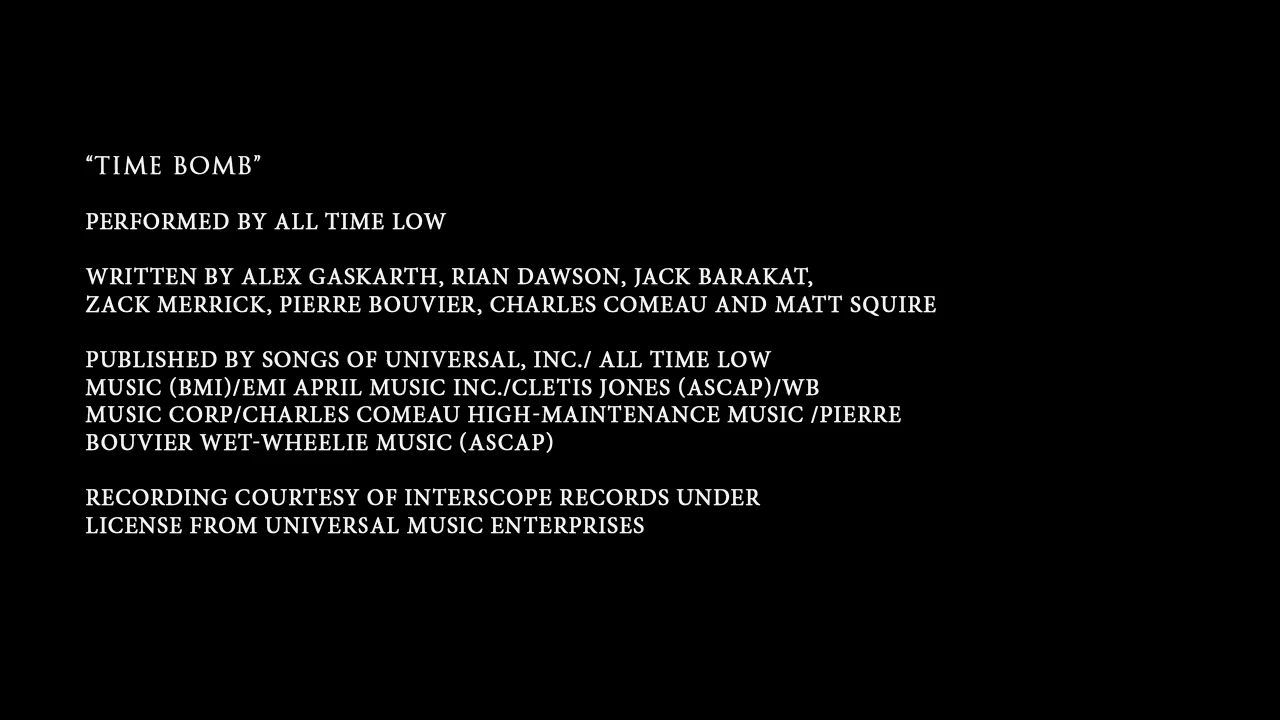 “TIME BOMB”
PERFORMED BY ALL TIME LOW
WRITTEN BY ALEX GASKARTH, RIAN DAWSON, JACK BARAKAT,
ZACK MERRICK, PIERRE BOUVIER, CHARLES COMEAU AND MATT SQUIRE
PUBLISHED BY SONGS OF UNIVERSAL, INC./ ALL TIME LOW
MUSIC (BMI)/EMI APRIL MUSIC INC./CLETIS JONES (ASCAP)/WB
MUSIC CORP/CHARLES COMEAU HIGH-MAINTENANCE MUSIC /PIERRE
BOUVIER WET-WHEELIE MUSIC (ASCAP)
RECORDING COURTESY OF INTERSCOPE RECORDS UNDER
LICENSE FROM UNIVERSAL MUSIC ENTERPRISES